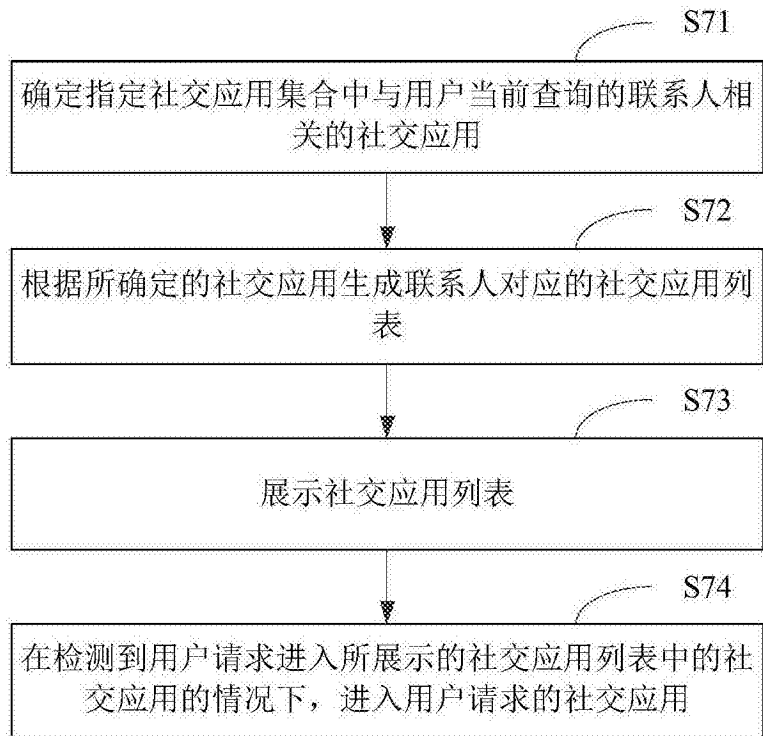 S71
确定指定社交应用集合中与用户当前查询的联系人相
关的社交应用
S72
根据所确定的社交应用生成联系人对应的社交应用列
表
S73
展示社交应用列表
S74
在检测到用户请求进入所展示的社交应用列表中的社
交应用的情况下，进入用户请求的社交应用